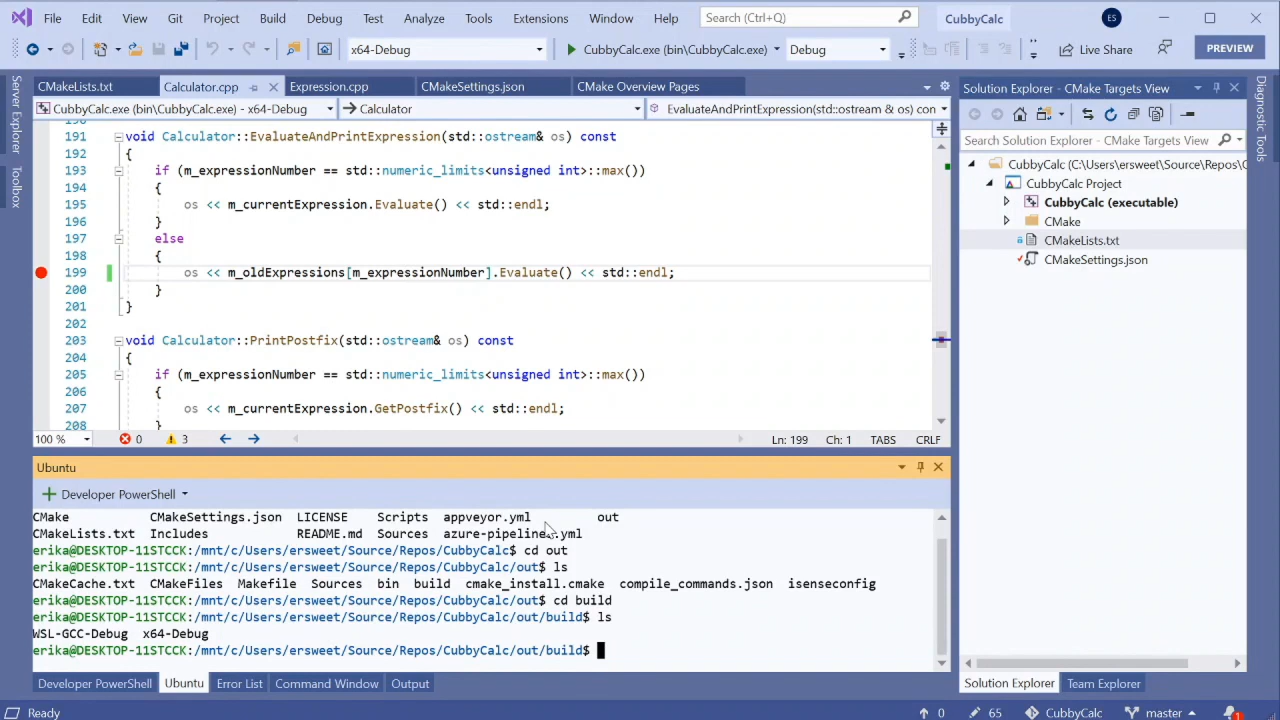 File Edit View Git Project Build Debug Test Analyze Tools Extensions Window Help Search (Ctrl+Q) CubbyCalc ES
x64-Debug CubbyCalc.exe (bin\CubbyCalc.exe) Debug Live Share PREVIEW
Server Explorer
Toolbox
CMakeLists.txt Calculator.cpp Expression.cpp CMakeSettings.json CMake Overview Pages
CubbyCalc.exe (bin\CubbyCalc.exe) - x64-Debug Calculator EvaluateAndPrintExpression(std::ostream & os) con
190
191 void Calculator::EvaluateAndPrintExpression(std::ostream& os) const
192 {
193 if (m_expressionNumber == std::numeric_limits<unsigned int>::max())
194 {
195 os << m_currentExpression.Evaluate() << std::endl;
196 }
197 else
198 {
199 os << m_oldExpressions[m_expressionNumber].Evaluate() << std::endl;
200 }
201 }
202
203 void Calculator::PrintPostfix(std::ostream& os) const
204 {
205 if (m_expressionNumber == std::numeric_limits<unsigned int>::max())
206 {
207 os << m_currentExpression.GetPostfix() << std::endl;
208 }
100 % 0 3 Ln: 199 Ch: 1 TABS CRLF
Ubuntu
Developer PowerShell
CMake CMakeSettings.json LICENSE Scripts appveyor.yml out
CMakeLists.txt Includes README.md Sources azure-pipelines.yml
erika@DESKTOP-11STCCK:/mnt/c/Users/ersweet/Source/Repos/CubbyCalc$ cd out
erika@DESKTOP-11STCCK:/mnt/c/Users/ersweet/Source/Repos/CubbyCalc/out$ ls
CMakeCache.txt CMakeFiles Makefile Sources bin build cmake_install.cmake compile_commands.json isenseconfig
erika@DESKTOP-11STCCK:/mnt/c/Users/ersweet/Source/Repos/CubbyCalc/out$ cd build
erika@DESKTOP-11STCCK:/mnt/c/Users/ersweet/Source/Repos/CubbyCalc/out/build$ ls
WSL-GCC-Debug x64-Debug
erika@DESKTOP-11STCCK:/mnt/c/Users/ersweet/Source/Repos/CubbyCalc/out/build$
Developer PowerShell Ubuntu Error List Command Window Output
Solution Explorer - CMake Targets View
Search Solution Explorer - CMake Targets View
CubbyCalc (C:\Users\ersweet\Source\Repos\C
CubbyCalc Project
CubbyCalc (executable)
CMake
CMakeLists.txt
CMakeSettings.json
Solution Explorer Team Explorer
Diagnostic Tools
Ready 0 65 CubbyCalc master 1